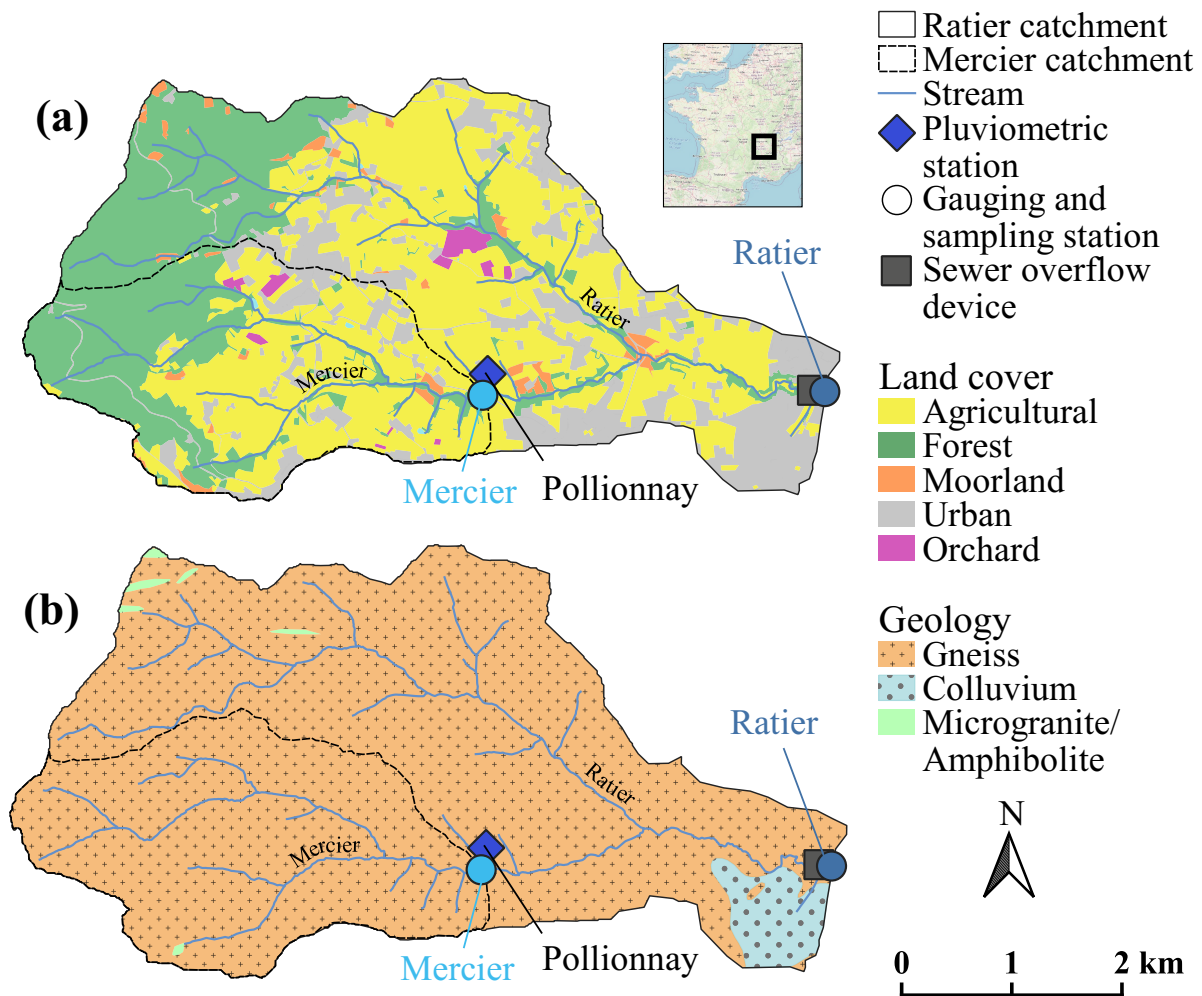 (a)
Ratier
Ratier
Mercier
Mercier
Pollionnay
(b)
Ratier
Ratier
Mercier
Mercier
Pollionnay
Ratier catchment
Mercier catchment
Stream
Pluviometric
station
Gauging and
sampling station
Sewer overflow
device
Land cover
Agricultural
Forest
Moorland
Urban
Orchard
Geology
Gneiss
Colluvium
Microgranite/
Amphibolite
N
0 1 2 km